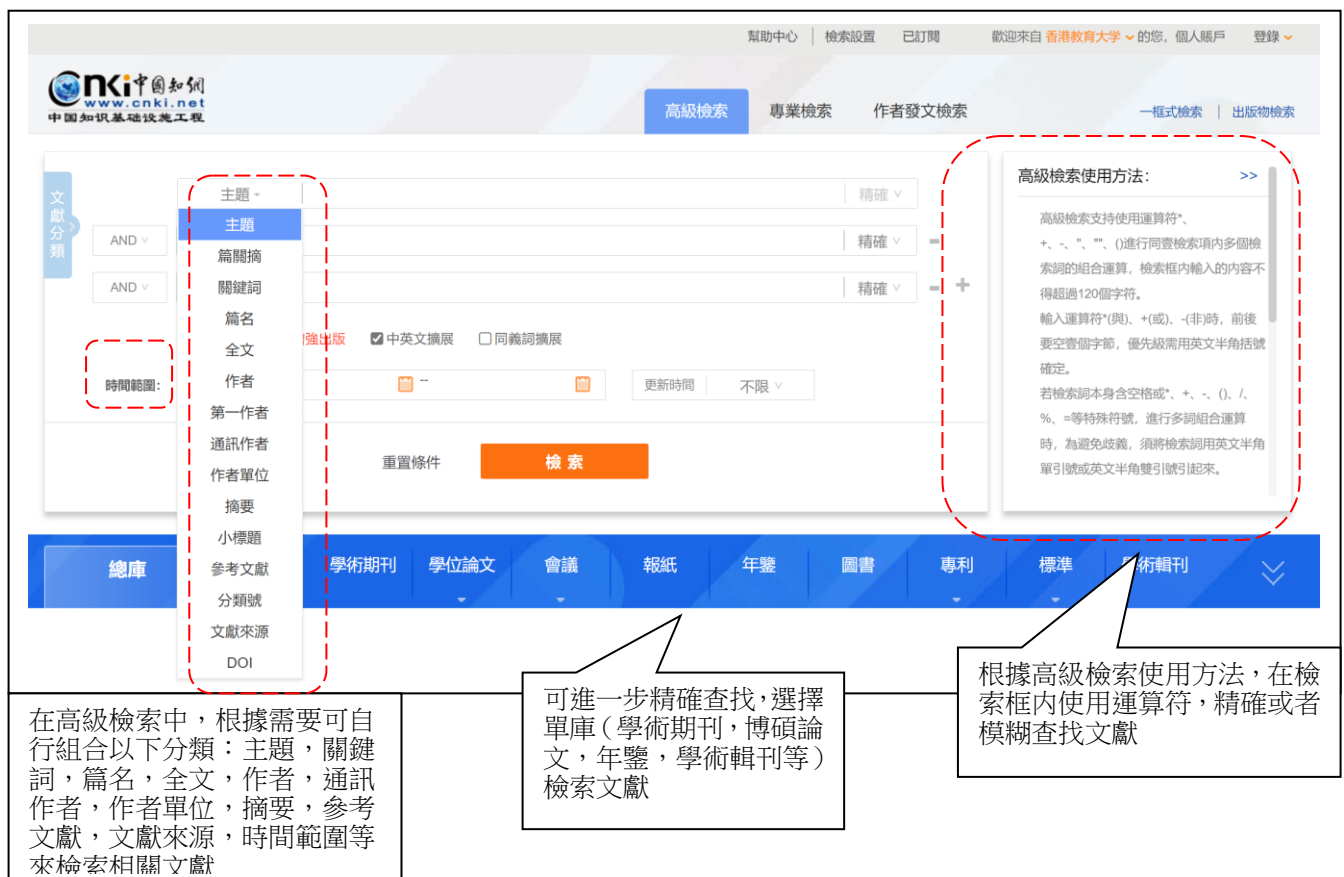 幫助中心 | 檢索設置 已訂閱 歡迎來自 香港教育大学 的您，個人賬戶 登錄
Cnki中国知网
www.cnki.net
中国知识基础设施工程
高級檢索 專業檢索 作者發文檢索 一框式檢索 | 出版物檢索
文獻分類
主題 精確
AND 精確
AND 精確
主題
篇關摘
關鍵詞
篇名
全文
作者
第一作者
通訊作者
作者單位
摘要
小標題
參考文獻
分類號
文獻來源
DOI
強出版 中英文擴展 同義詞擴展
時間範圍： -- 更新時間 不限
重置條件 檢索
高級檢索使用方法： >>
高級檢索支持使用運算符*、
+、-、''、""、()進行同壹檢索項內多個檢
索詞的組合運算，檢索框內輸入的內容不
得超過120個字符。
輸入運算符*(與)、+(或)、-(非)時，前後
要空壹個字節，優先級需用英文半角括號
確定。
若檢索詞本身含空格或*、+、-、()、/、
%、=等特殊符號，進行多詞組合運算
時，為避免歧義，須將檢索詞用英文半角
單引號或英文半角雙引號引起來。
總庫 學術期刊 學位論文 會議 報紙 年鑒 圖書 專利 標準 學術輯刊
在高級檢索中，根據需要可自
行組合以下分類：主題，關鍵
詞，篇名，全文，作者，通訊
作者，作者單位，摘要，參考
文獻，文獻來源，時間範圍等
來檢索相關文獻
可進一步精確查找，選擇
單庫（學術期刊，博碩論
文，年鑒，學術輯刊等）
檢索文獻
根據高級檢索使用方法，在檢
索框內使用運算符，精確或者
模糊查找文獻